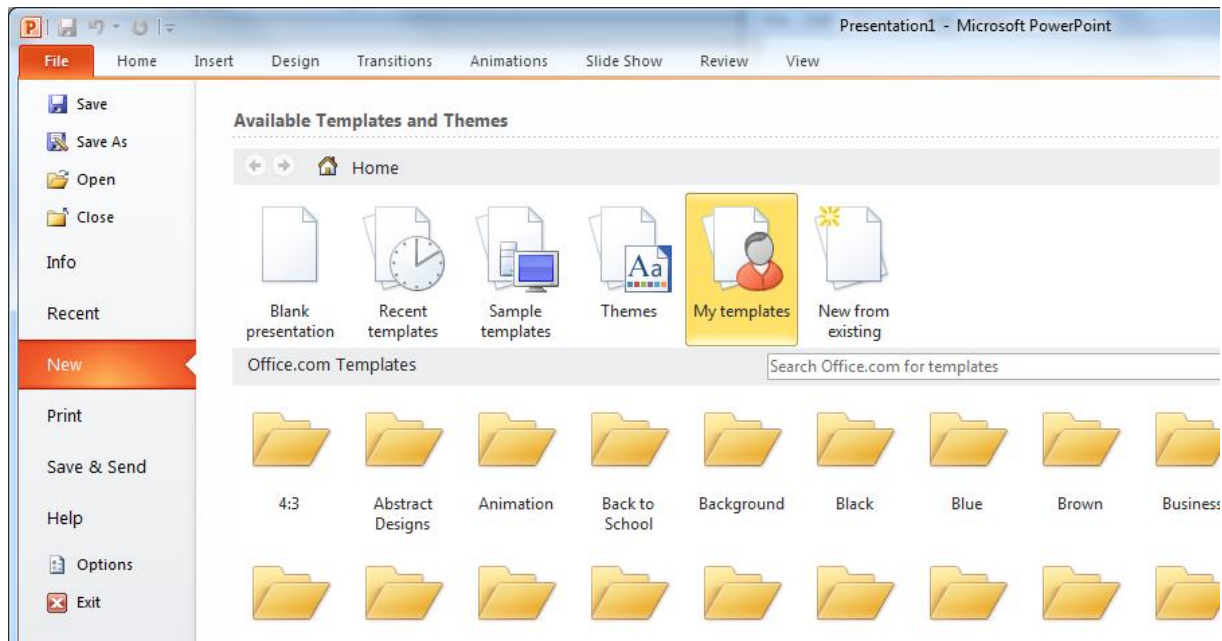 Presentation1 - Microsoft PowerPoint
File Home Insert Design Transitions Animations Slide Show Review View
Save
Save As
Open
Close
Info
Recent
New
Print
Save & Send
Help
Options
Exit
Available Templates and Themes
Home
Blank
presentation
Recent
templates
Sample
templates
Aa
Themes
My templates
New from
existing
Office.com Templates
Search Office.com for templates
4:3
Abstract
Designs
Animation
Back to
School
Background
Black
Blue
Brown
Business